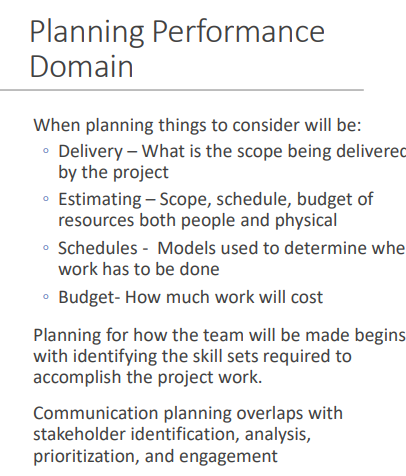 Planning Performance
Domain
When planning things to consider will be:
◦ Delivery – What is the scope being delivered
by the project
◦ Estimating – Scope, schedule, budget of
resources both people and physical
◦ Schedules - Models used to determine whe
work has to be done
◦ Budget- How much work will cost
Planning for how the team will be made begins
with identifying the skill sets required to
accomplish the project work.
Communication planning overlaps with
stakeholder identification, analysis,
prioritization, and engagement